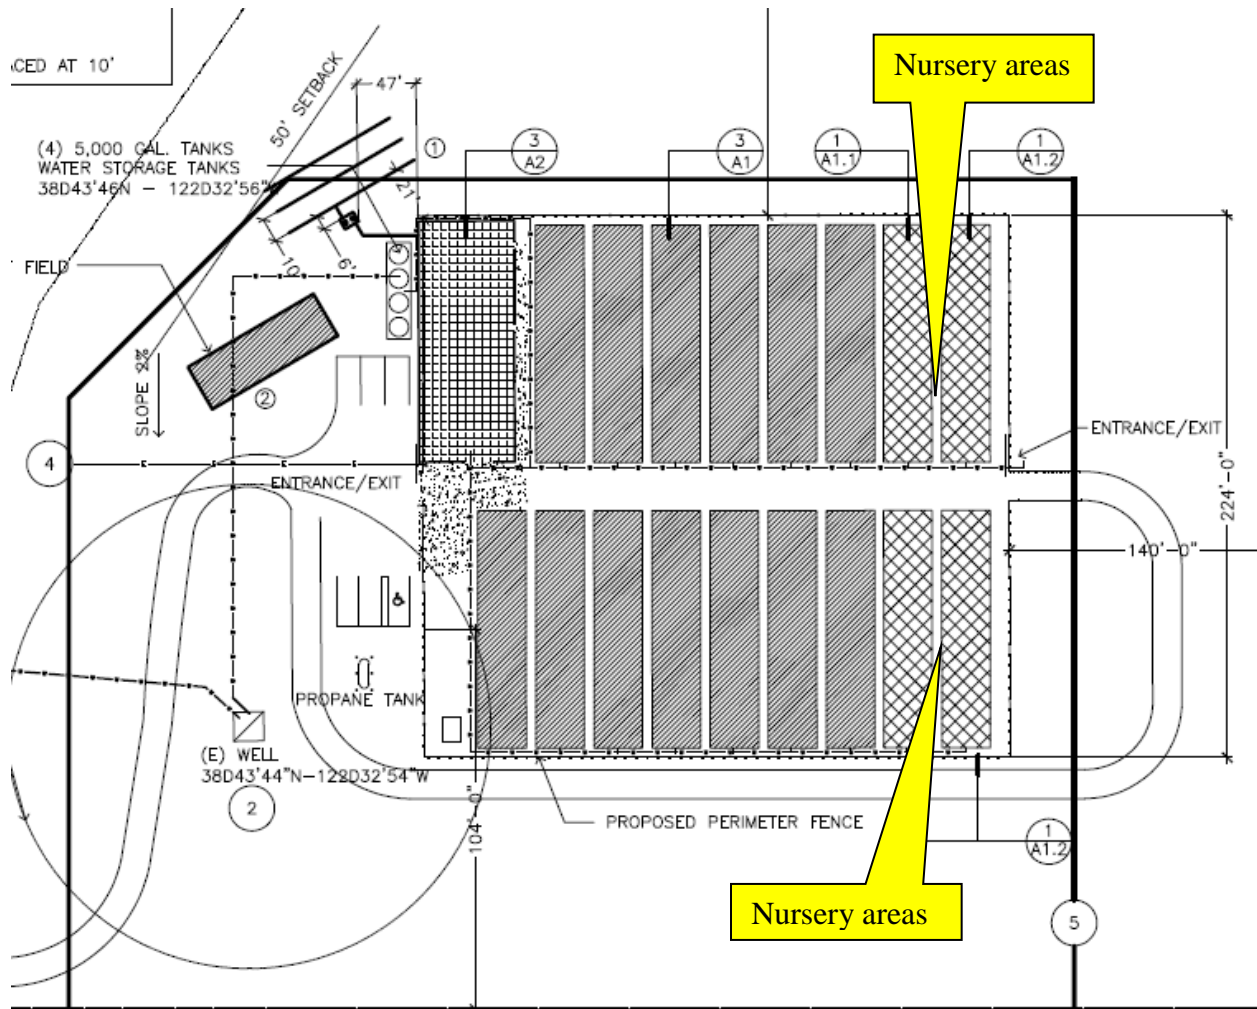 ACED AT 10'
Nursery areas
47'
50' SETBACK
(4) 5,000 GAL. TANKS
WATER STORAGE TANKS
38D43'46N - 122D32'56"
1
3
A2
3
A1
1
A1.1
1
A1.2
21'
10'
6'
FIELD
SLOPE 2%
2
4
ENTRANCE/EXIT
ENTRANCE/EXIT
224'-0"
140'-0"
PROPANE TANK
(E) WELL
38D43'44"N-122D32'54"W
2
104'-0"
PROPOSED PERIMETER FENCE
1
A1.2
Nursery areas
5